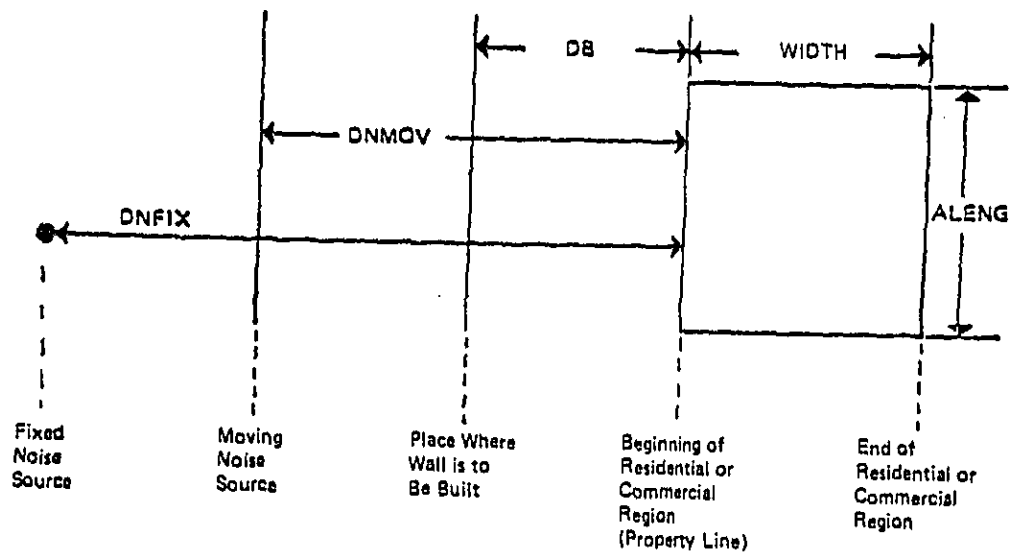 DB
WIDTH
DNMOV
DNFIX
ALENG
Fixed
Noise
Source
Moving
Noise
Source
Place Where
Wall is to
Be Built
Beginning of
Residential or
Commercial
Region
(Property Line)
End of
Residential or
Commercial
Region